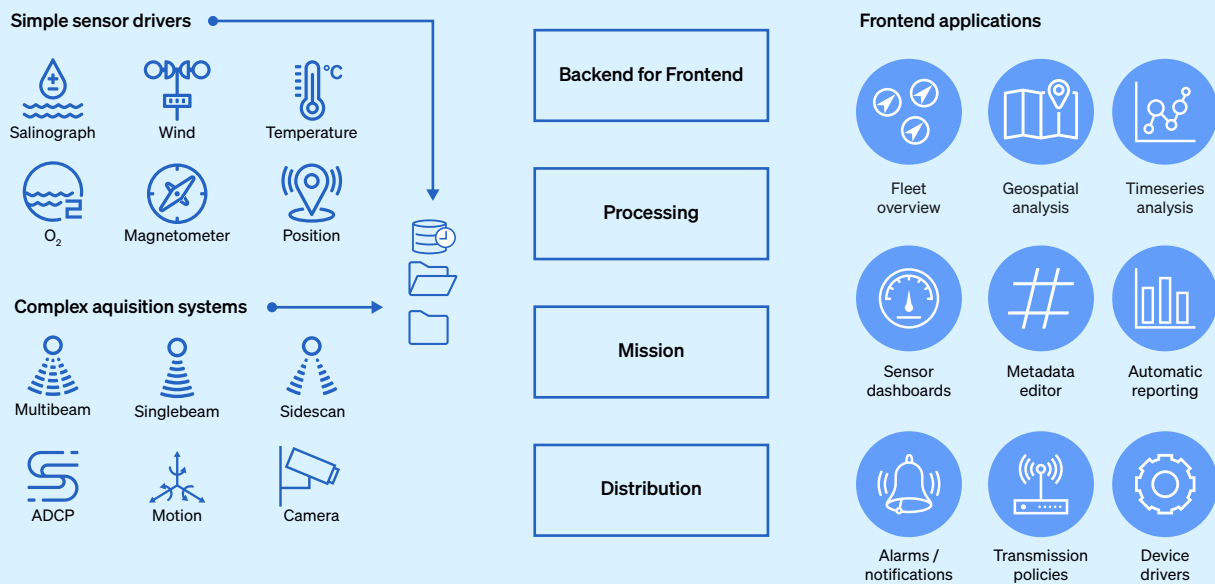 Simple sensor drivers
Salinograph
Wind
°C
Temperature
2
O₂
Magnetometer
Position
Complex aquisition systems
Multibeam
Singlebeam
Sidescan
ADCP
Motion
Camera
Backend for Frontend
Processing
Mission
Distribution
Frontend applications
Fleet
overview
Geospatial
analysis
Timeseries
analysis
Sensor
dashboards
Metadata
editor
Automatic
reporting
Alarms /
notifications
Transmission
policies
Device
drivers